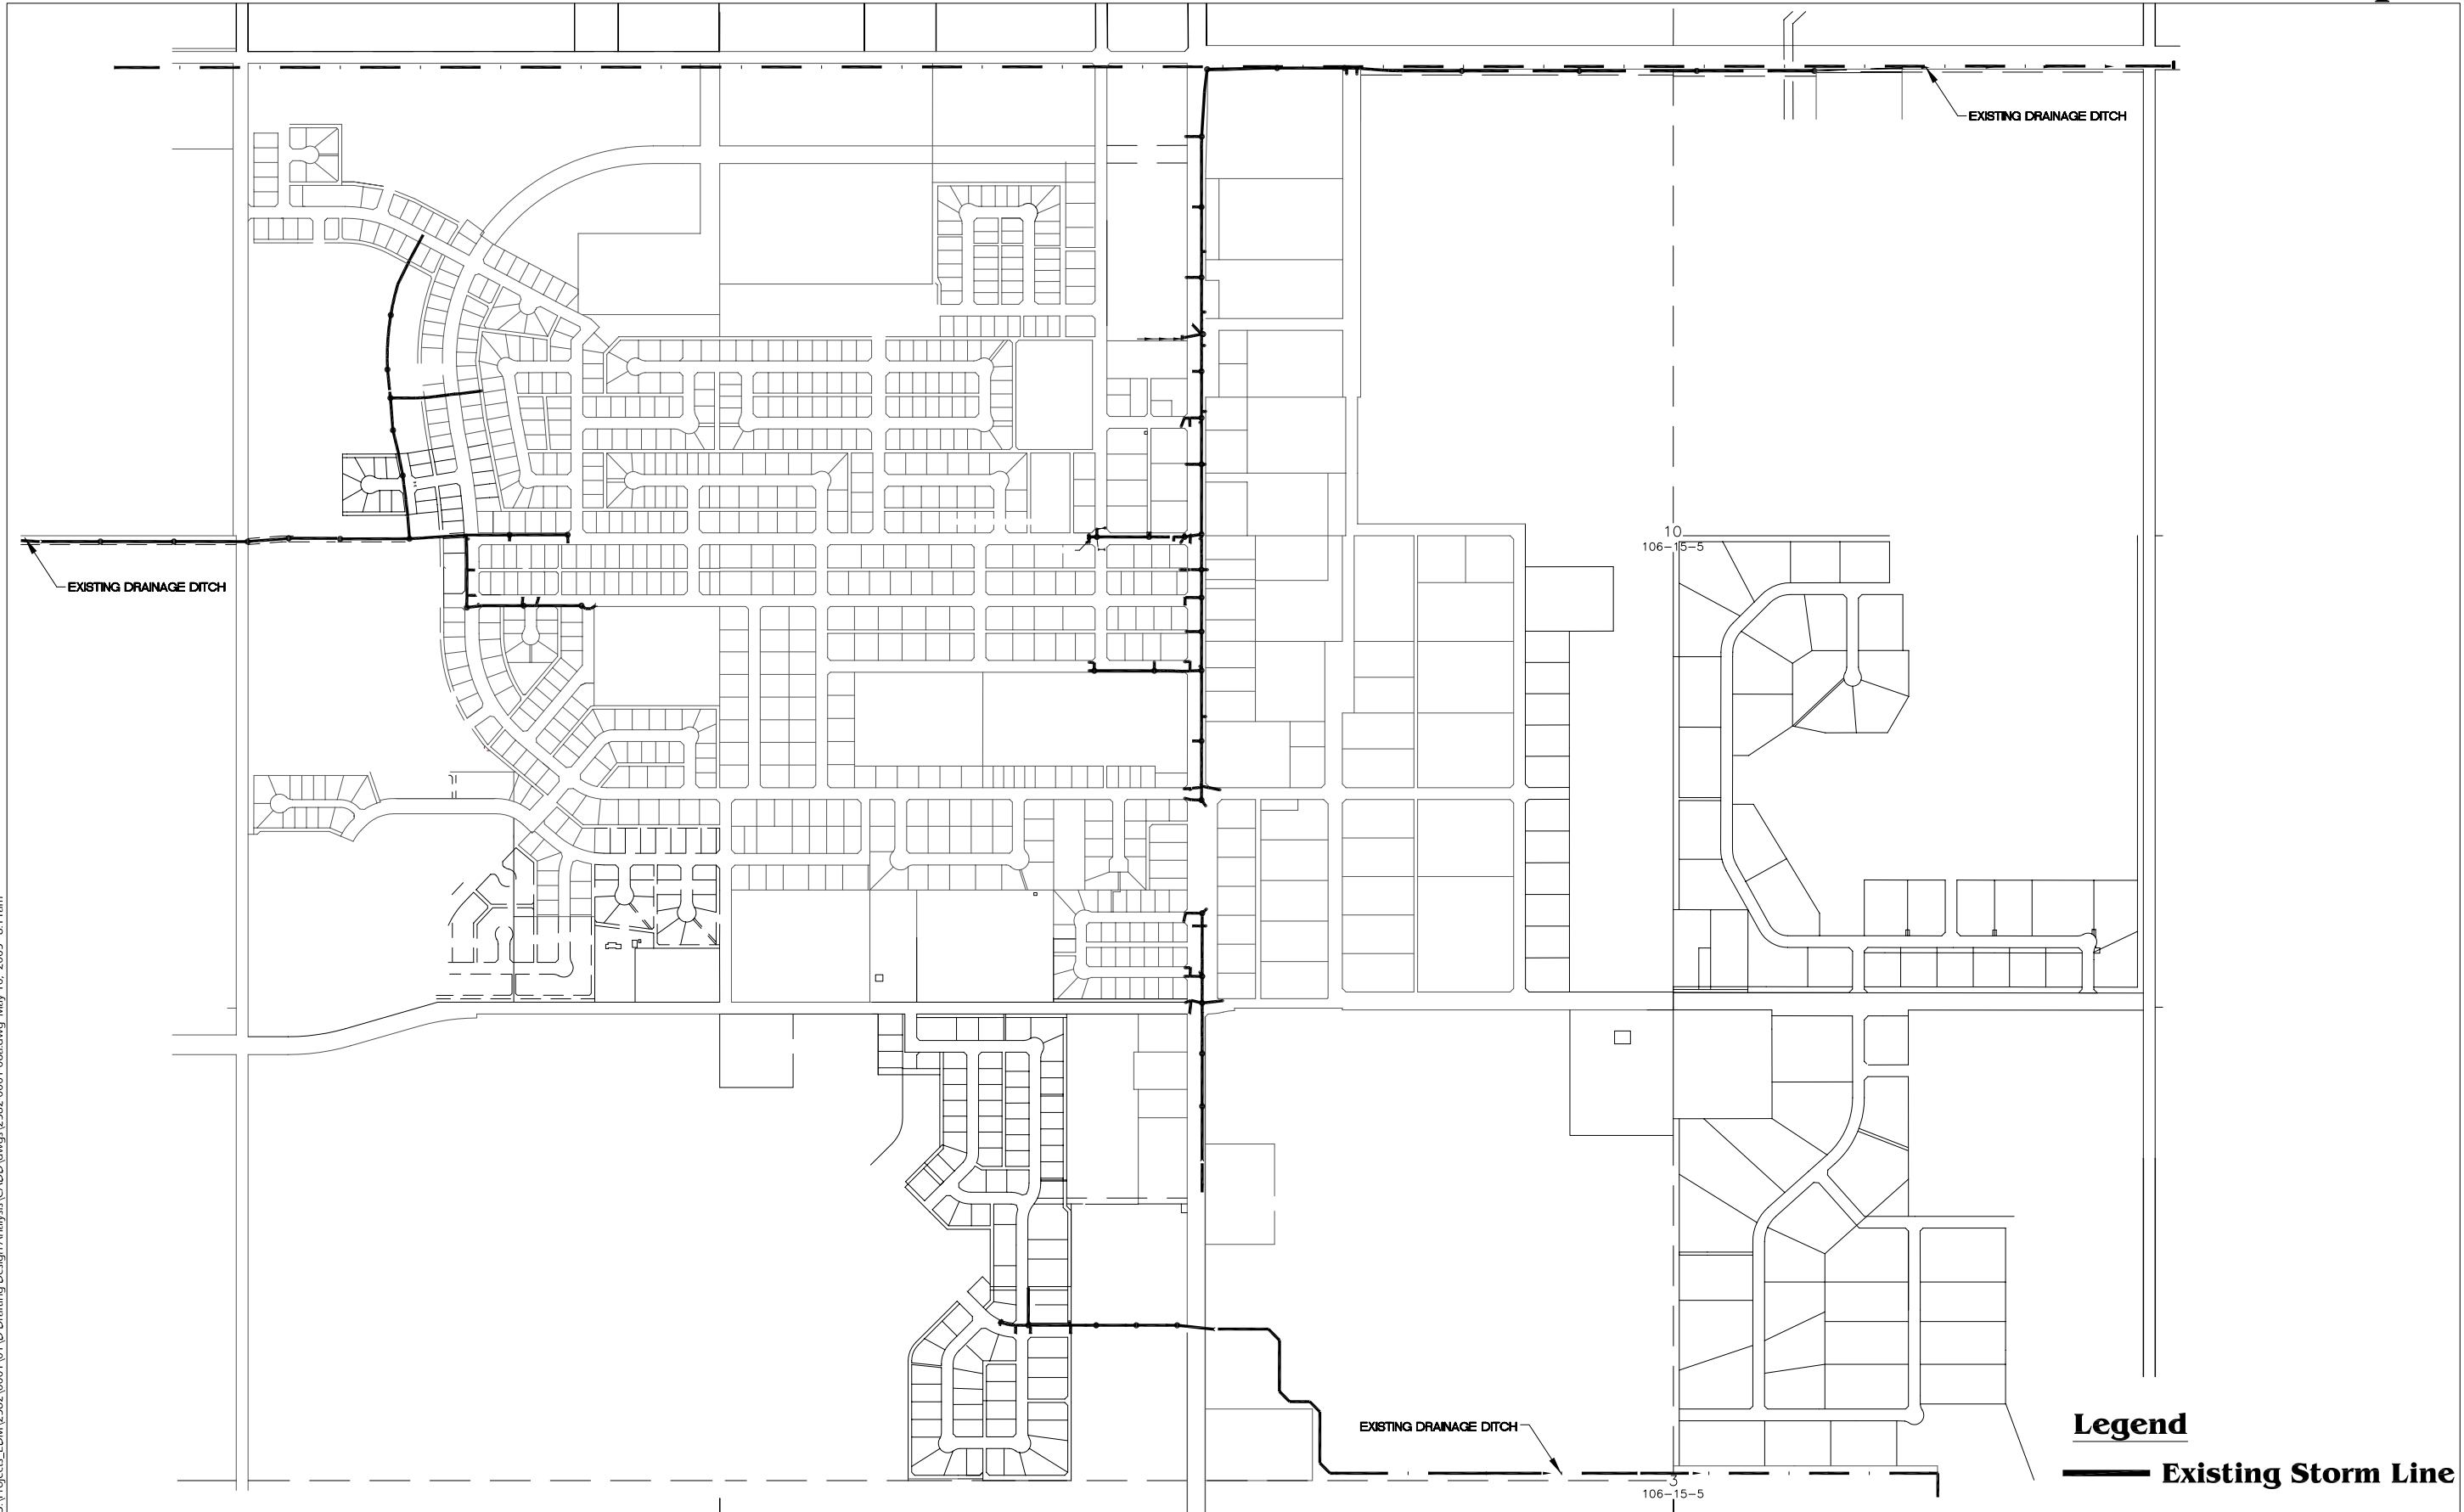 EXISTING DRAINAGE DITCH
10
106-15-5
EXISTING DRAINAGE DITCH
EXISTING DRAINAGE DITCH
3
106-15-5
Legend
Existing Storm Line